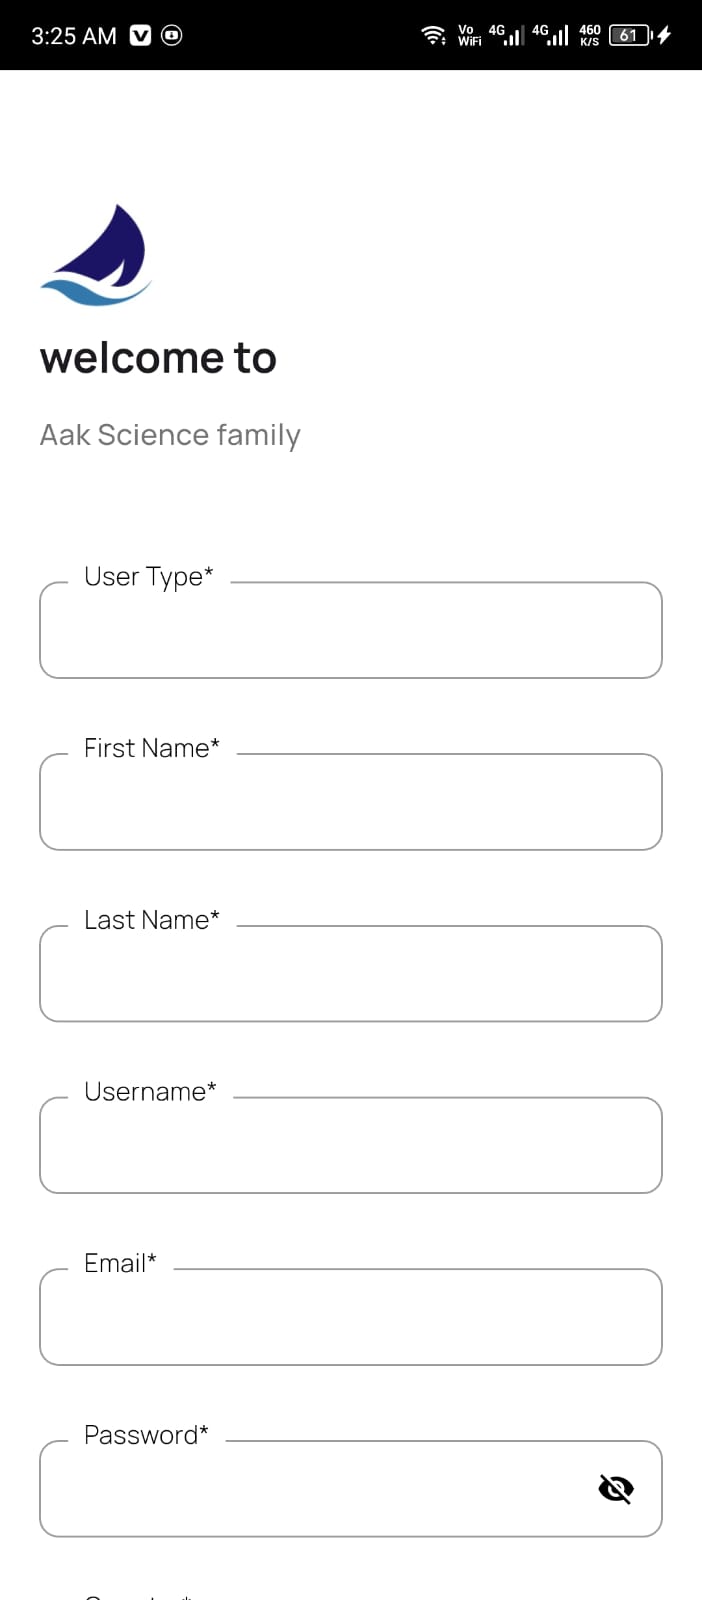 3:25 AM
Vo WiFi 4G 4G 460 K/S 61
welcome to
Aak Science family
User Type*
First Name*
Last Name*
Username*
Email*
Password*